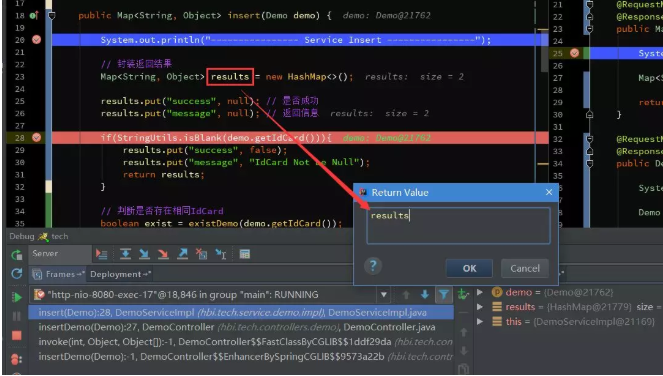 17
18 public Map<String, Object> insert(Demo demo) { demo: Demo@21762
19
20 System.out.println("--------------- Service Insert ---------------");
21
22 // 封装返回结果
23 Map<String, Object> results = new HashMap<>(); results: size = 2
24
25 results.put("success", null); // 是否成功
26 results.put("message", null); // 返回信息 results: size = 2
27
28 if(StringUtils.isBlank(demo.getIdCard())){ demo: Demo@21762
29 results.put("success", false);
30 results.put("message", "IdCard Not be Null");
31 return results;
32 }
33
34 // 判断是否存在相同IdCard
35 boolean exist = existDemo(demo.getIdCard());
21 @RequestM
22 @Response
23 public Ma
24
25 Syste
26
27 Map<S
28
29 retur
30 }
31
32 @RequestM
33 @Response
34 public De
35
36 Syste
37
38 Demo
39
Return Value
results
OK
Cancel
Debug tech
Server
Frames
Deployment
"http-nio-8080-exec-17"@18,846 in group "main": RUNNING
insert(Demo):28, DemoServiceImpl (hbi.tech.service.demo.impl), DemoServiceImpl.java
insertDemo(Demo):27, DemoController (hbi.tech.controllers.demo), DemoController.java
invoke(int, Object, Object[]):-1, DemoController$$FastClassByCGLIB$$1ddf29da (hbi.tech.contro
insertDemo(Demo):-1, DemoController$$EnhancerBySpringCGLIB$$9573a22b (hbi.tech.contr
demo = {Demo@21762}
results = {HashMap@21779} size =
this = {DemoServiceImpl@21169}